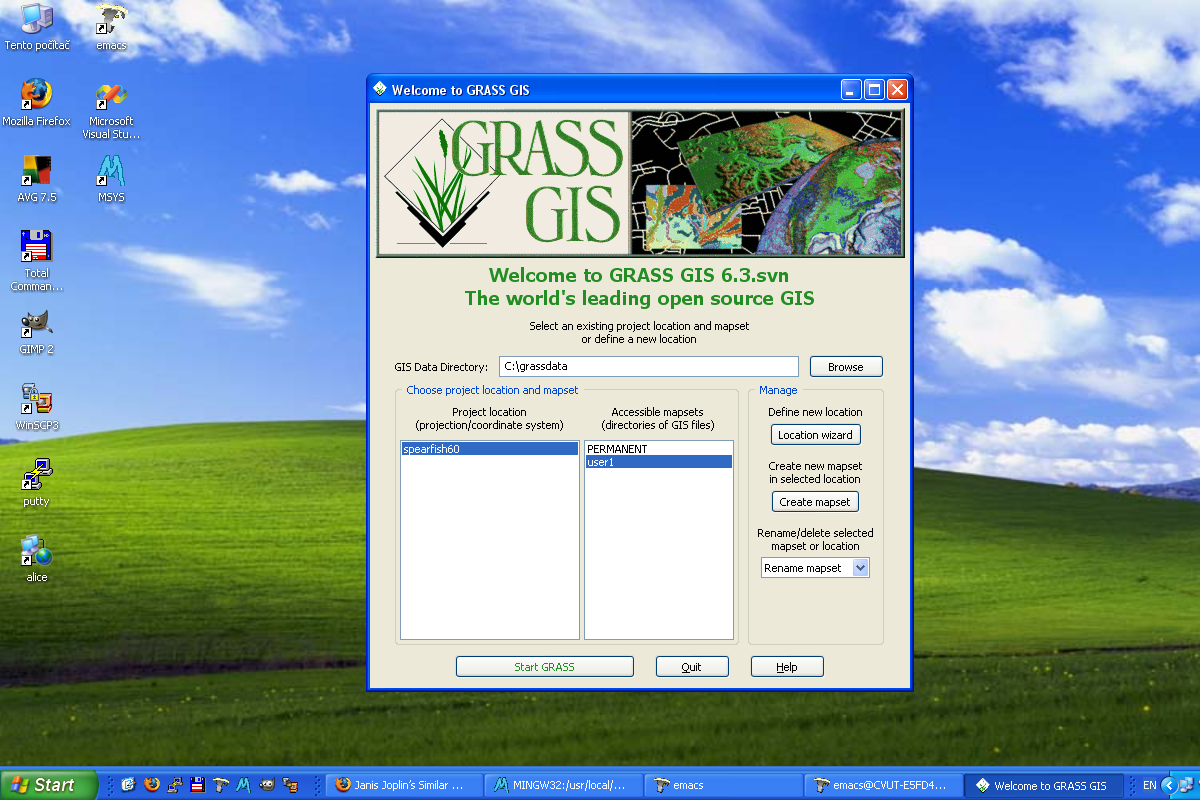 Tento počítač
emacs
Mozilla Firefox
Microsoft
Visual Stu...
AVG 7.5
MSYS
Total
Comman...
GIMP 2
WinSCP3
putty
alice
Welcome to GRASS GIS
GRASS
GIS
Welcome to GRASS GIS 6.3.svn
The world's leading open source GIS
Select an existing project location and mapset
or define a new location
GIS Data Directory:
C:\grassdata
Browse
Choose project location and mapset
Project location
(projection/coordinate system)
spearfish60
Accessible mapsets
(directories of GIS files)
PERMANENT
user1
Manage
Define new location
Location wizard
Create new mapset
in selected location
Create mapset
Rename/delete selected
mapset or location
Rename mapset
Start GRASS
Quit
Help
Start
Janis Joplin's Similar ...
MINGW32:/usr/local/...
emacs
emacs@CVUT-E5FD4...
Welcome to GRASS GIS
EN